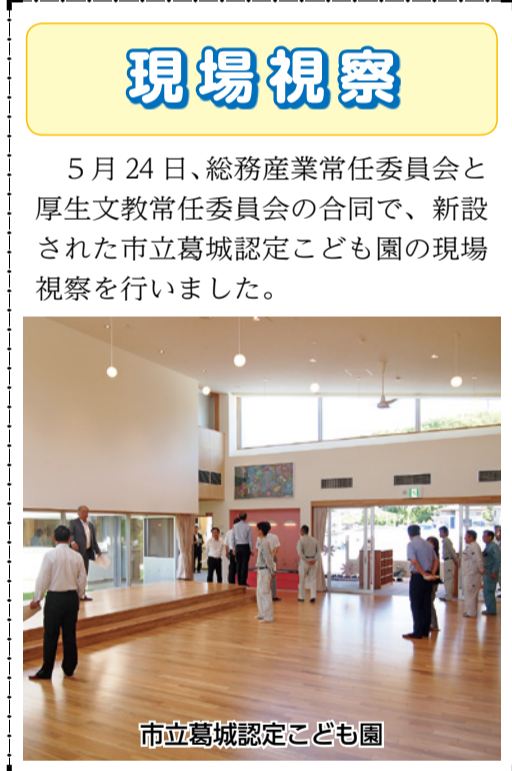 現場視察
　５月24日、総務産業常任委員会と
厚生文教常任委員会の合同で、新設
された市立葛城認定こども園の現場
視察を行いました。
市立葛城認定こども園